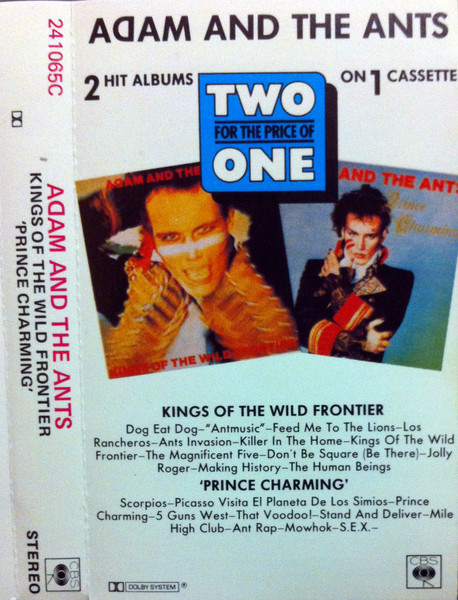 241065C
ADAM AND THE ANTS
KINGS OF THE WILD FRONTIER
'PRINCE CHARMING'
STEREO
ADAM AND THE ANTS
2 HIT ALBUMS
ON 1 CASSETTE
TWO
FOR THE PRICE OF
ONE
ADAM AND THE
KINGS OF THE WILD
AND THE ANTS
Prince
Charming
KINGS OF THE WILD FRONTIER
Dog Eat Dog–"Antmusic"–Feed Me To The Lions–Los
Rancheros–Ants Invasion–Killer In The Home–Kings Of The Wild
Frontier–The Magnificent Five–Don't Be Square (Be There)–Jolly
Roger–Making History–The Human Beings
'PRINCE CHARMING'
Scorpios–Picasso Visita El Planeta De Los Simios–Prince
Charming–5 Guns West–That Voodoo!–Stand And Deliver–Mile
High Club–Ant Rap–Mowhok–S.E.X.–
DOLBY SYSTEM ®
CBS